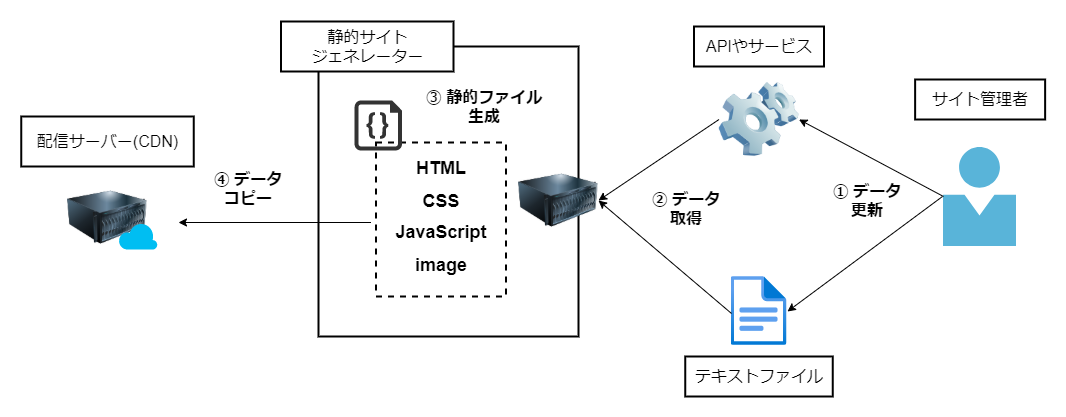 静的サイト
ジェネレーター
APIやサービス
サイト管理者
配信サーバー(CDN)
③ 静的ファイル
生成
{}
HTML
CSS
JavaScript
image
④ データ
コピー
② データ
取得
① データ
更新
テキストファイル